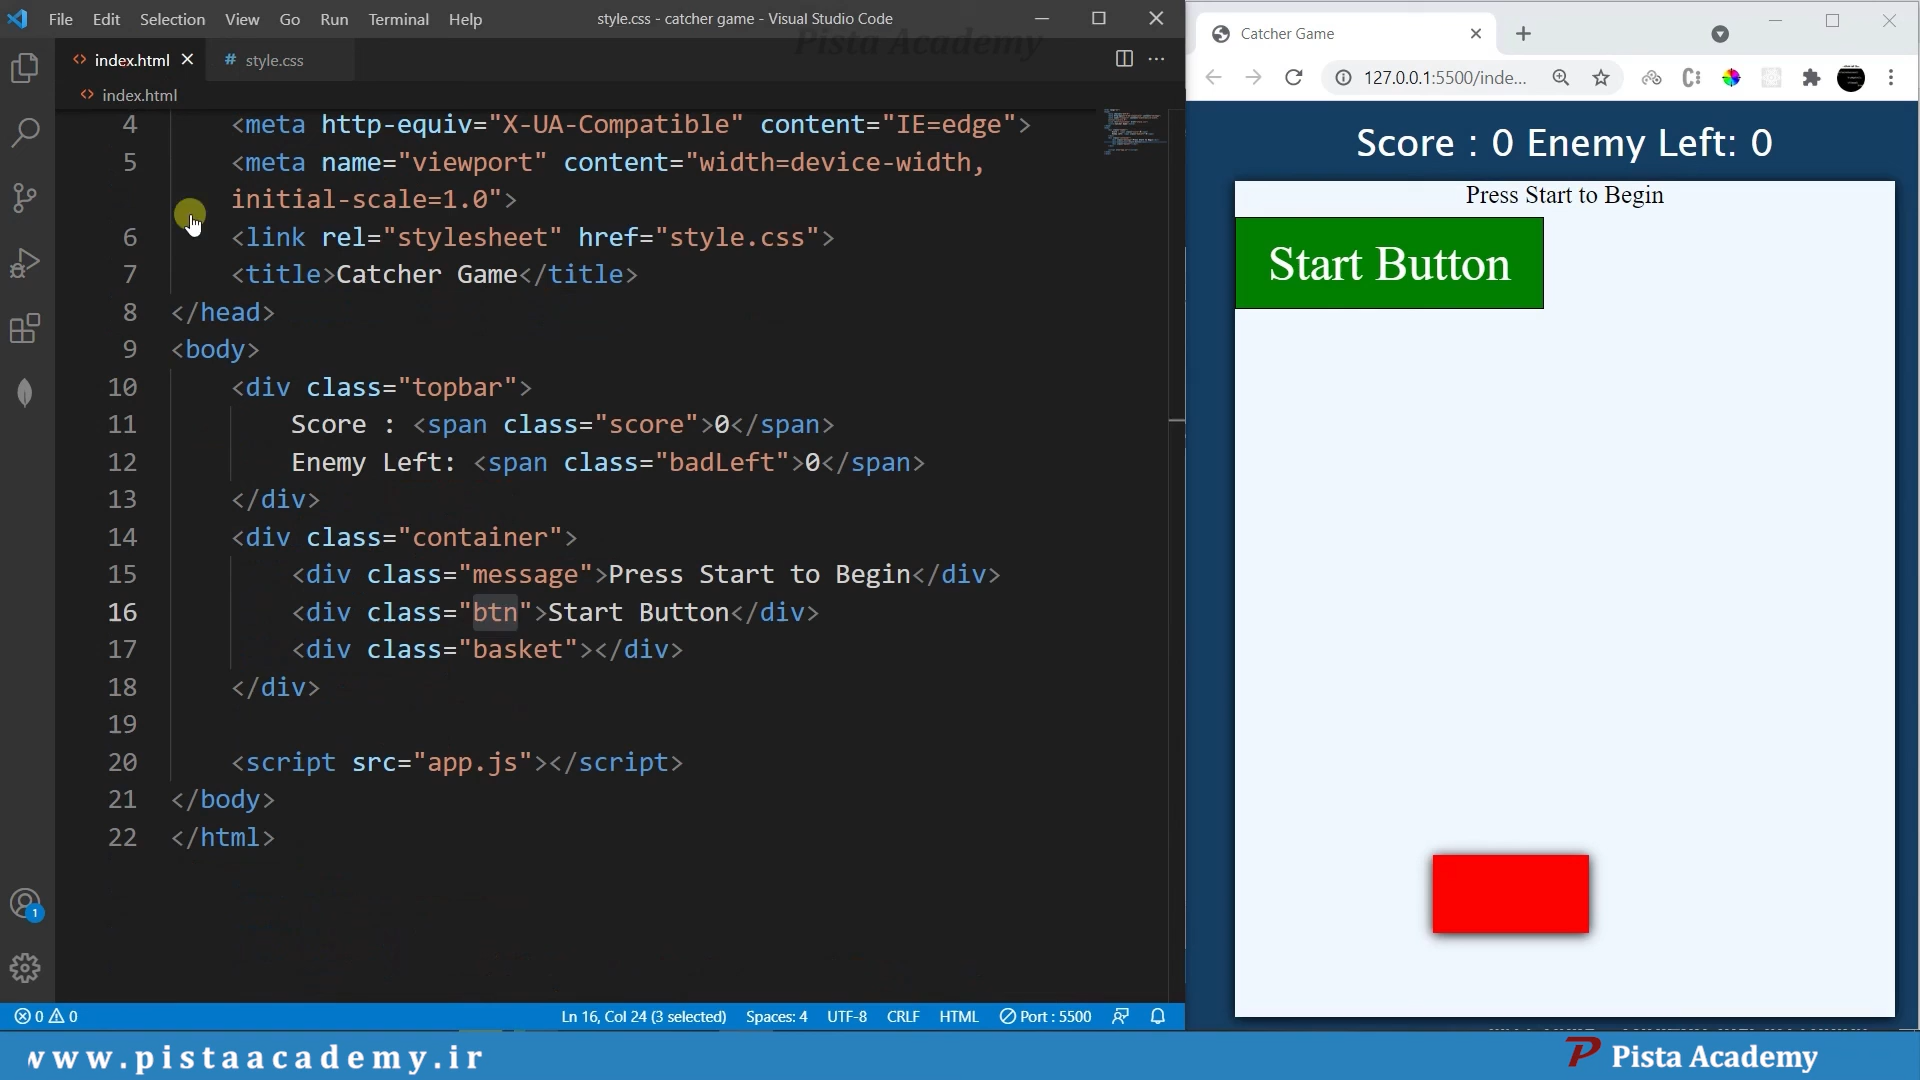 File Edit Selection View Go Run Terminal Help
style.css - catcher game - Visual Studio Code
Pista Academy
index.html
# style.css
index.html
4 <meta http-equiv="X-UA-Compatible" content="IE=edge">
5 <meta name="viewport" content="width=device-width,
initial-scale=1.0">
6 <link rel="stylesheet" href="style.css">
7 <title>Catcher Game</title>
8 </head>
9 <body>
10 <div class="topbar">
11 Score : <span class="score">0</span>
12 Enemy Left: <span class="badLeft">0</span>
13 </div>
14 <div class="container">
15 <div class="message">Press Start to Begin</div>
16 <div class="btn">Start Button</div>
17 <div class="basket"></div>
18 </div>
19
20 <script src="app.js"></script>
21 </body>
22 </html>
1
0 0
Ln 16, Col 24 (3 selected) Spaces: 4 UTF-8 CRLF HTML Port : 5500
Catcher Game
127.0.0.1:5500/inde...
Score : 0 Enemy Left: 0
Press Start to Begin
Start Button
www.pistaacademy.ir
Pista Academy